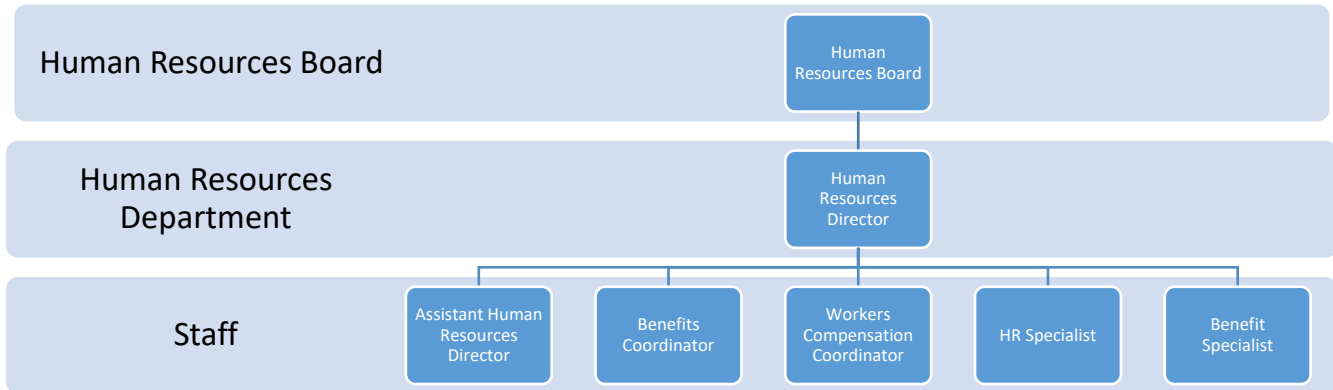 Human Resources Board
Human
Resources Board
Human Resources
Department
Human
Resources
Director
Staff
Assistant Human
Resources
Director
Benefits
Coordinator
Workers
Compensation
Coordinator
HR Specialist
Benefit
Specialist